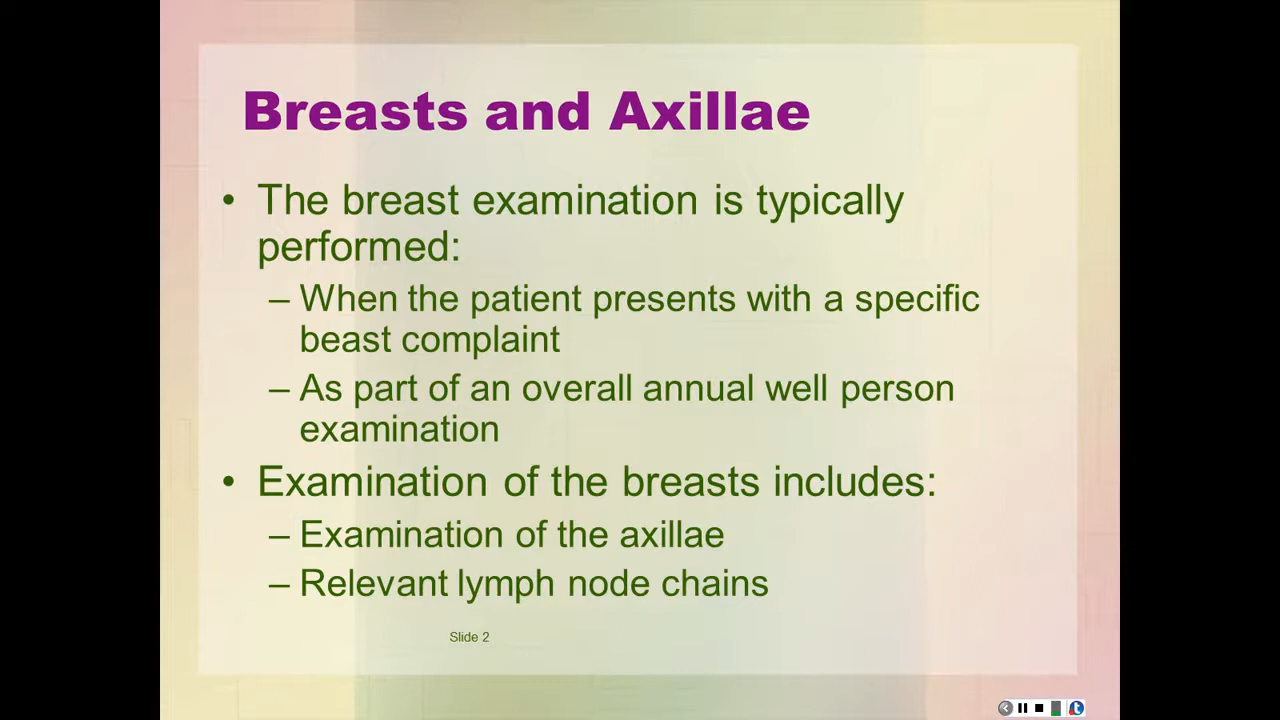 Breasts and Axillae
• The breast examination is typically
performed:
– When the patient presents with a specific
beast complaint
– As part of an overall annual well person
examination
• Examination of the breasts includes:
– Examination of the axillae
– Relevant lymph node chains
Slide 2